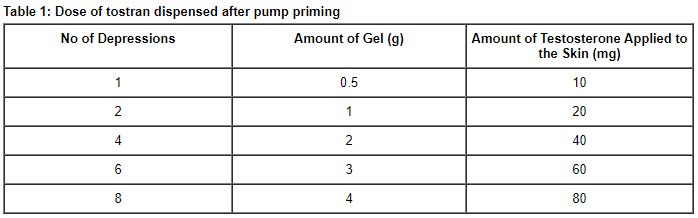 Table 1: Dose of tostran dispensed after pump priming
No of Depressions Amount of Gel (g) Amount of Testosterone Applied to
the Skin (mg)
1 0.5 10
2 1 20
4 2 40
6 3 60
8 4 80